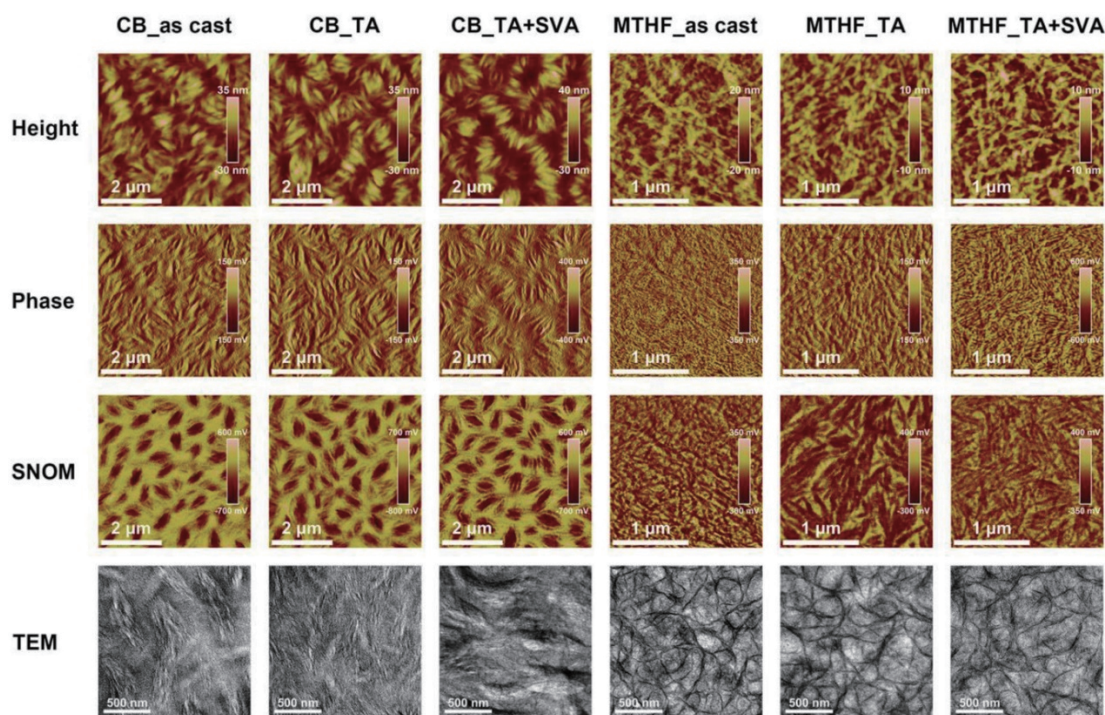 CB_as cast CB_TA CB_TA+SVA MTHF_as cast MTHF_TA MTHF_TA+SVA
Height
35 nm 35 nm 40 nm 20 nm 10 nm 10 nm
-30 nm -30 nm -30 nm -20 nm -10 nm -10 nm
2 µm 2 µm 2 µm 1 µm 1 µm 1 µm
Phase
150 mV 150 mV 400 mV 350 mV 150 mV 600 mV
-150 mV -150 mV -400 mV -350 mV -150 mV -600 mV
2 µm 2 µm 2 µm 1 µm 1 µm 1 µm
SNOM
600 mV 700 mV 600 mV 350 mV 400 mV 400 mV
-700 mV -800 mV -700 mV -300 mV -300 mV -350 mV
2 µm 2 µm 2 µm 1 µm 1 µm 1 µm
TEM
500 nm 500 nm 500 nm 500 nm 500 nm 500 nm